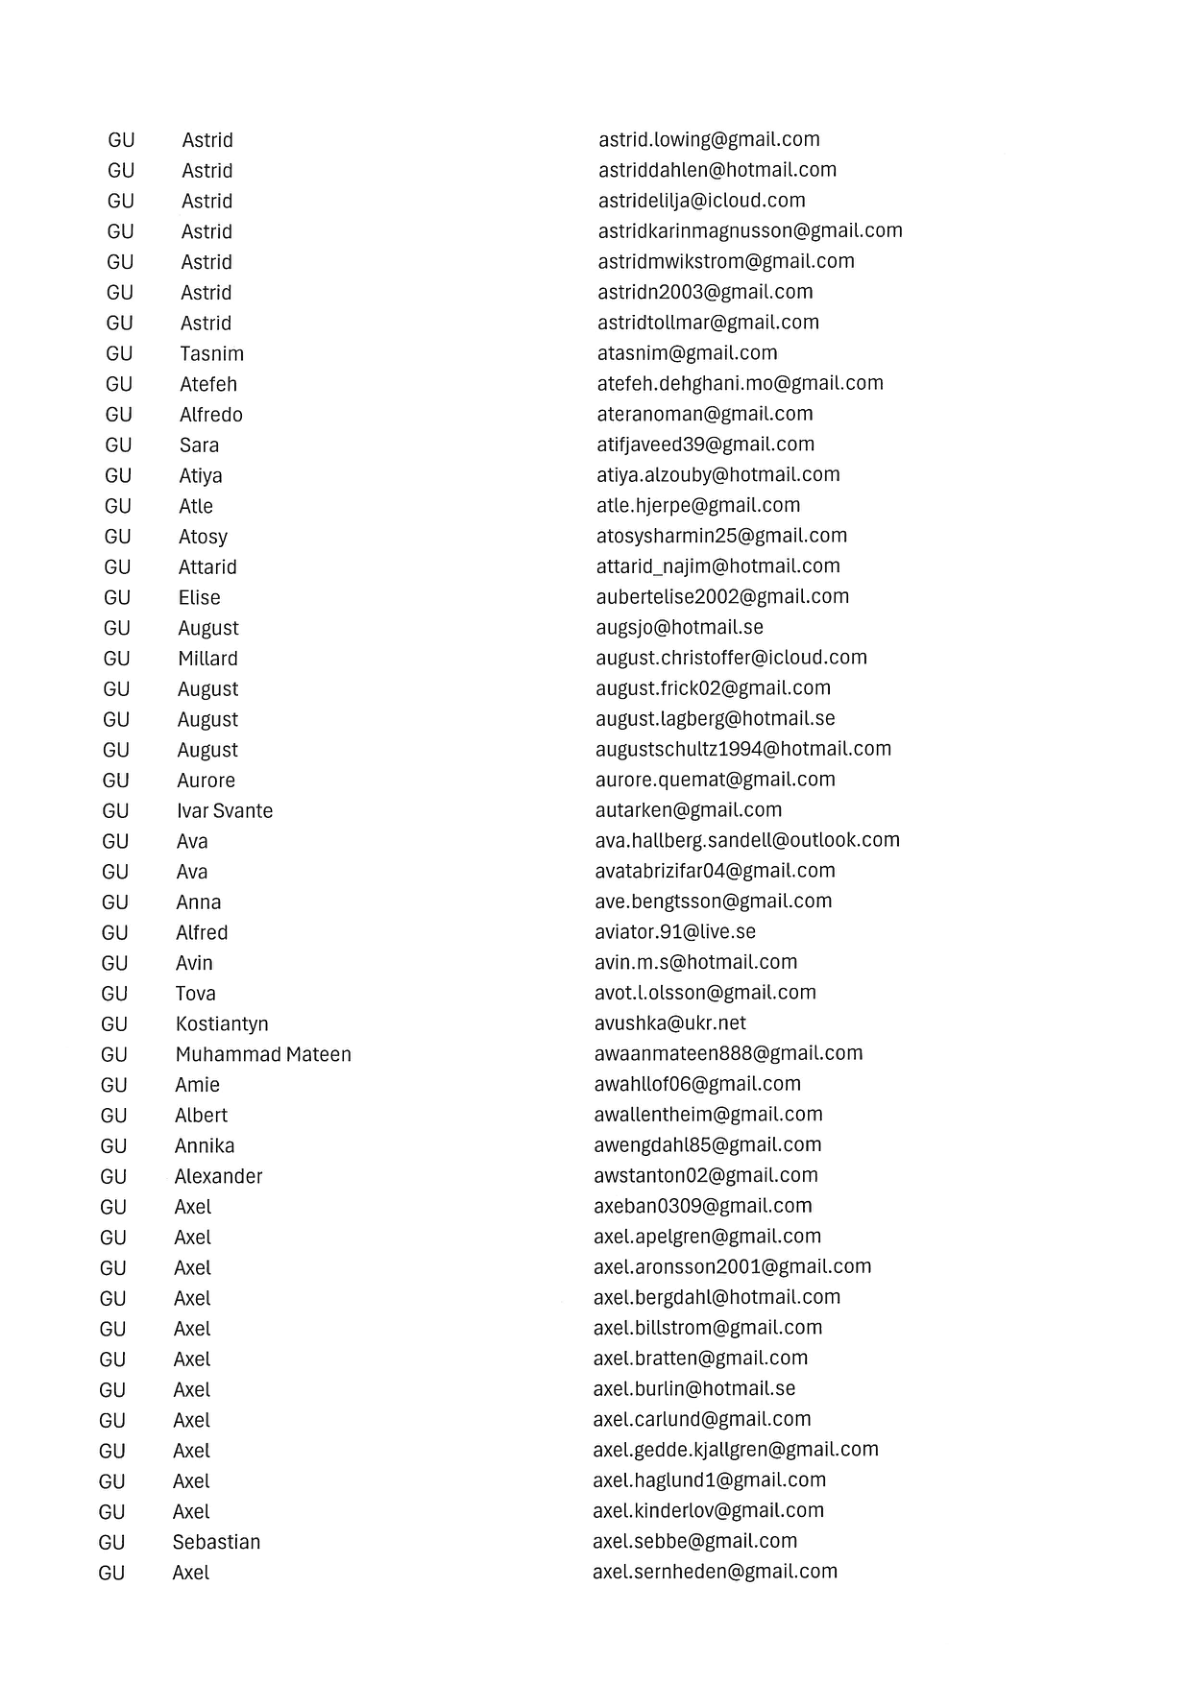 GU Astrid astrid.lowing@gmail.com
GU Astrid astriddahlen@hotmail.com
GU Astrid astridelilja@icloud.com
GU Astrid astridkarinmagnusson@gmail.com
GU Astrid astridmwikstrom@gmail.com
GU Astrid astridn2003@gmail.com
GU Astrid astridtollmar@gmail.com
GU Tasnim atasnim@gmail.com
GU Atefeh atefeh.dehghani.mo@gmail.com
GU Alfredo ateranoman@gmail.com
GU Sara atifjaveed39@gmail.com
GU Atiya atiya.alzouby@hotmail.com
GU Atle atle.hjerpe@gmail.com
GU Atosy atosysharmin25@gmail.com
GU Attarid attarid_najim@hotmail.com
GU Elise aubertelise2002@gmail.com
GU August augsjo@hotmail.se
GU Millard august.christoffer@icloud.com
GU August august.frick02@gmail.com
GU August august.lagberg@hotmail.se
GU August augustschultz1994@hotmail.com
GU Aurore aurore.quemat@gmail.com
GU Ivar Svante autarken@gmail.com
GU Ava ava.hallberg.sandell@outlook.com
GU Ava avatabrizifar04@gmail.com
GU Anna ave.bengtsson@gmail.com
GU Alfred aviator.91@live.se
GU Avin avin.m.s@hotmail.com
GU Tova avot.l.olsson@gmail.com
GU Kostiantyn avushka@ukr.net
GU Muhammad Mateen awaanmateen888@gmail.com
GU Amie awahllof06@gmail.com
GU Albert awallentheim@gmail.com
GU Annika awengdahl85@gmail.com
GU Alexander awstanton02@gmail.com
GU Axel axeban0309@gmail.com
GU Axel axel.apelgren@gmail.com
GU Axel axel.aronsson2001@gmail.com
GU Axel axel.bergdahl@hotmail.com
GU Axel axel.billstrom@gmail.com
GU Axel axel.bratten@gmail.com
GU Axel axel.burlin@hotmail.se
GU Axel axel.carlund@gmail.com
GU Axel axel.gedde.kjallgren@gmail.com
GU Axel axel.haglund1@gmail.com
GU Axel axel.kinderlov@gmail.com
GU Sebastian axel.sebbe@gmail.com
GU Axel axel.sernheden@gmail.com